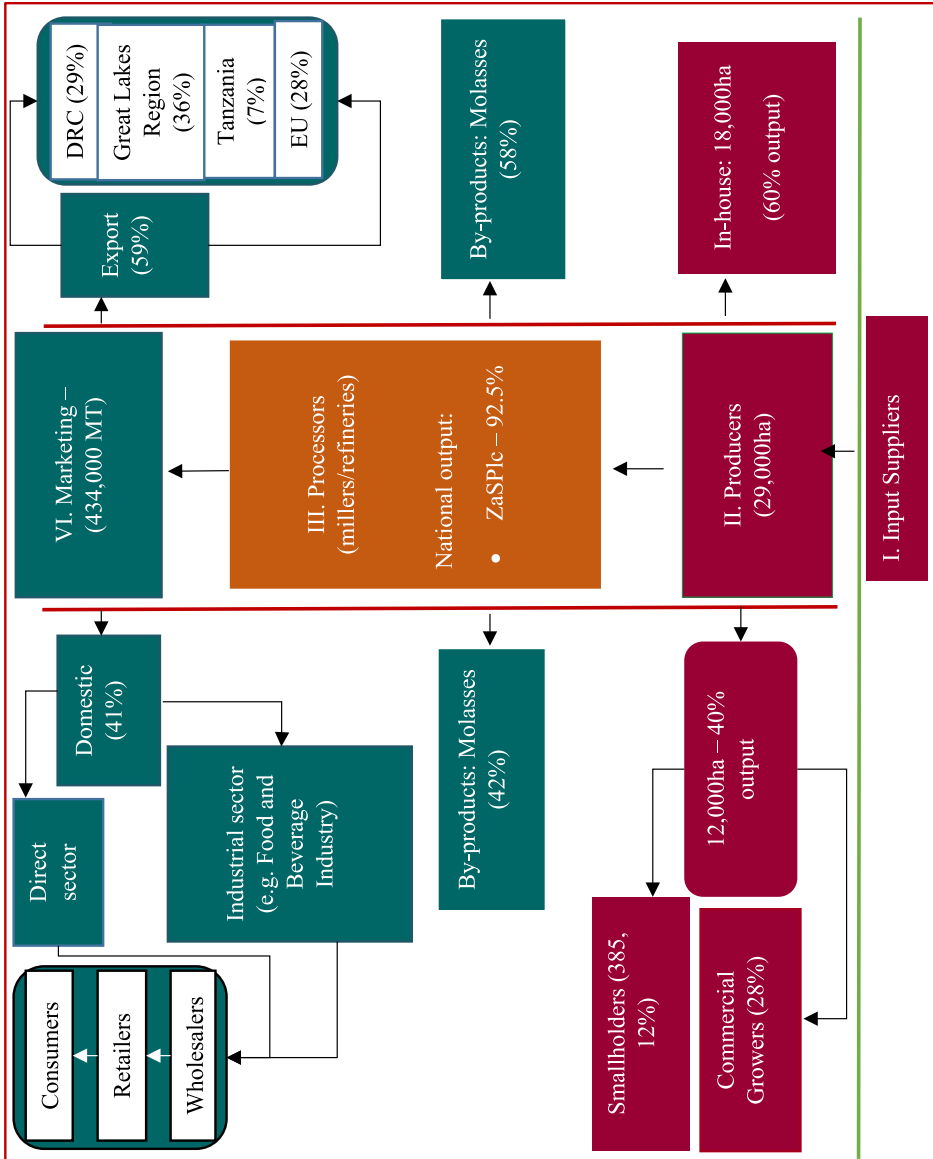 Consumers
Retailers
Wholesalers
Direct
sector
Domestic
(41%)
Industrial sector
(e.g. Food and
Beverage
Industry)
VI. Marketing –
(434,000 MT)
Export
(59%)
DRC (29%)
Great Lakes
Region
(36%)
Tanzania
(7%)
EU (28%)
By-products: Molasses
(42%)
III. Processors
(millers/refineries)
National output:
• ZaSPlc – 92.5%
By-products: Molasses
(58%)
Smallholders (385,
12%)
Commercial
Growers (28%)
12,000ha – 40%
output
II. Producers
(29,000ha)
In-house: 18,000ha
(60% output)
I. Input Suppliers